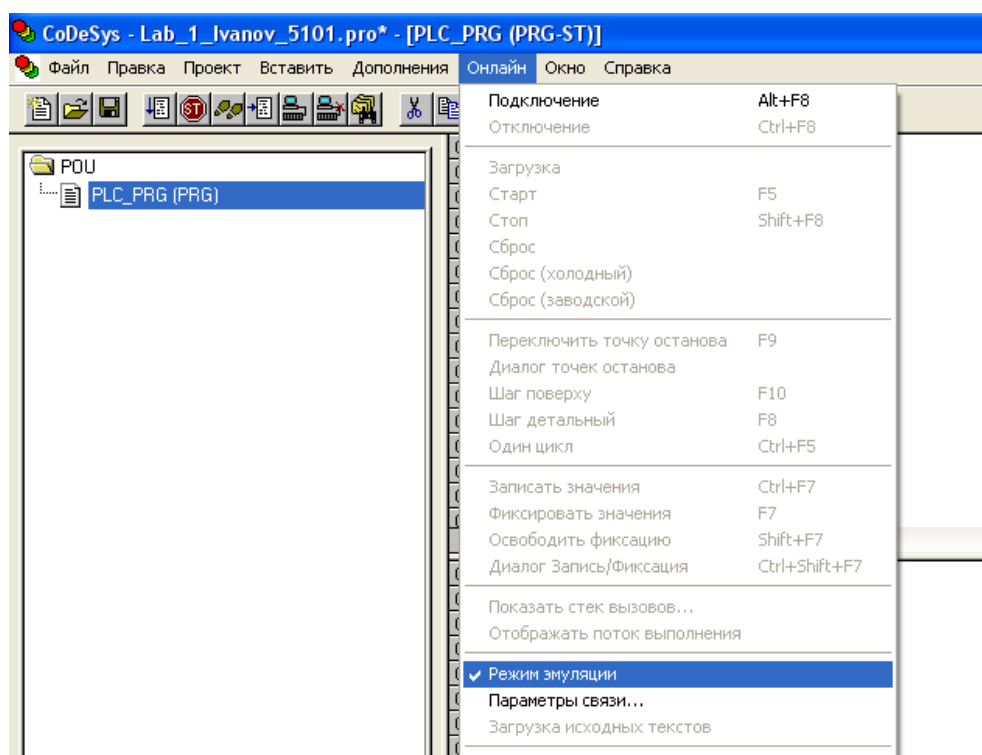 CoDeSys - Lab_1_Ivanov_5101.pro* - [PLC_PRG (PRG-ST)]
Файл Правка Проект Вставить Дополнения Онлайн Окно Справка
POU
PLC_PRG (PRG)
Подключение Alt+F8
Отключение Ctrl+F8
Загрузка
Старт F5
Стоп Shift+F8
Сброс
Сброс (холодный)
Сброс (заводской)
Переключить точку останова F9
Диалог точек останова
Шаг поверху F10
Шаг детальный F8
Один цикл Ctrl+F5
Записать значения Ctrl+F7
Фиксировать значения F7
Освободить фиксацию Shift+F7
Диалог Запись/Фиксация Ctrl+Shift+F7
Показать стек вызовов...
Отображать поток выполнения
Режим эмуляции
Параметры связи...
Загрузка исходных текстов